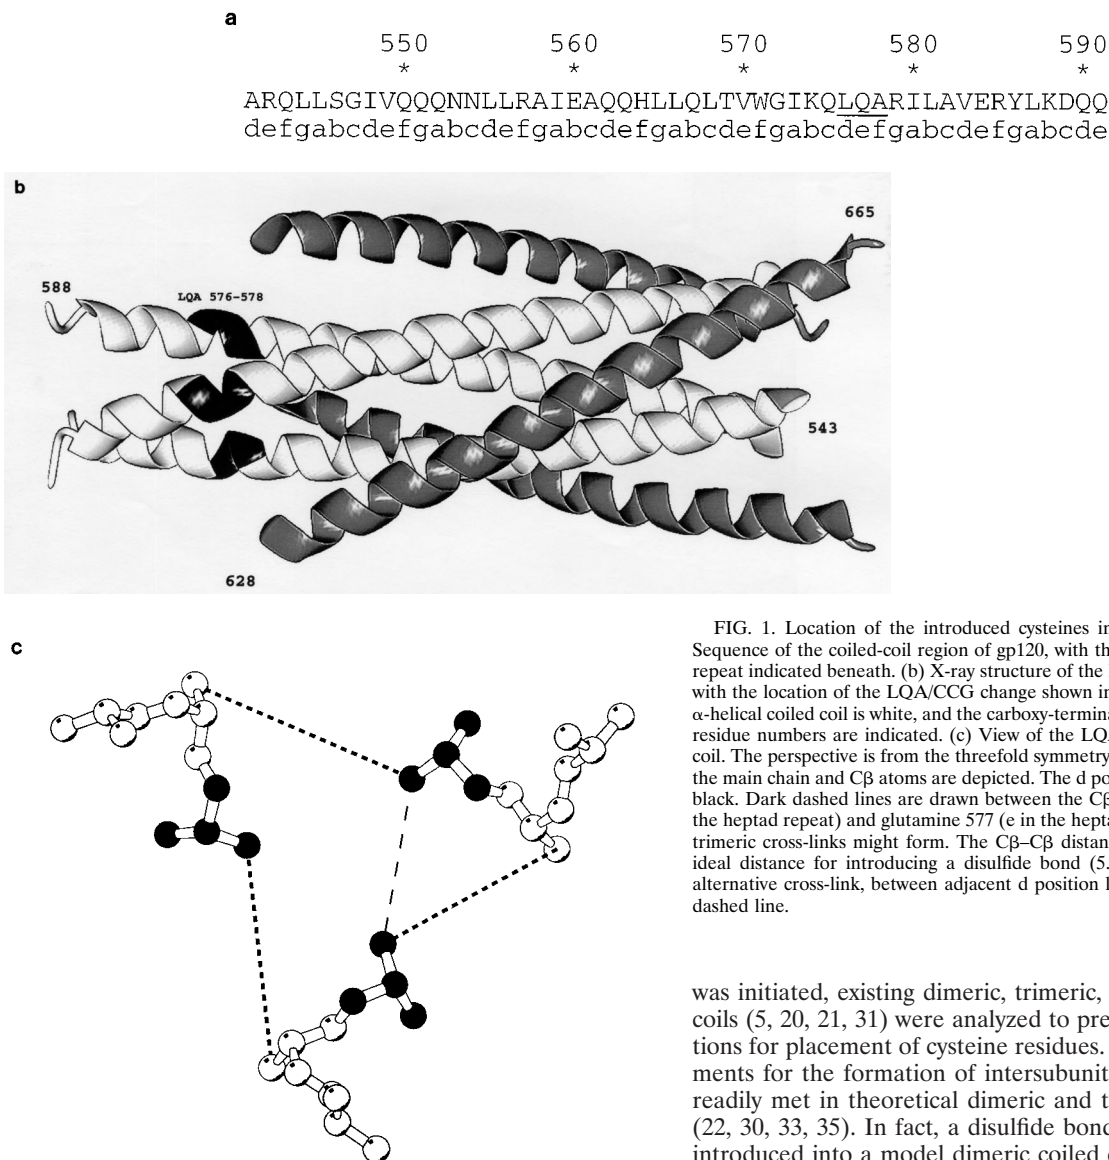 a
550 560 570 580 590
* * * * *
ARQLLSGIVQQQNNLLRAIEAQQHLLQLTVWGIKQLQARILAVERYLKDQQ
defgabcdefgabcdefgabcdefgabcdefgabcdefgabcdefgabcde
b
665
588
LQA 576-578
543
628
c
FIG. 1. Location of the introduced cysteines in
Sequence of the coiled-coil region of gp120, with th
repeat indicated beneath. (b) X-ray structure of the
with the location of the LQA/CCG change shown in
α-helical coiled coil is white, and the carboxy-termina
residue numbers are indicated. (c) View of the LQ
coil. The perspective is from the threefold symmetry
the main chain and Cβ atoms are depicted. The d po
black. Dark dashed lines are drawn between the Cβ
the heptad repeat) and glutamine 577 (e in the hepta
trimeric cross-links might form. The Cβ–Cβ distan
ideal distance for introducing a disulfide bond (5.
alternative cross-link, between adjacent d position l
dashed line.
was initiated, existing dimeric, trimeric,
coils (5, 20, 21, 31) were analyzed to pre
tions for placement of cysteine residues.
ments for the formation of intersubunit
readily met in theoretical dimeric and t
(22, 30, 33, 35). In fact, a disulfide bond
introduced into a model dimeric coiled